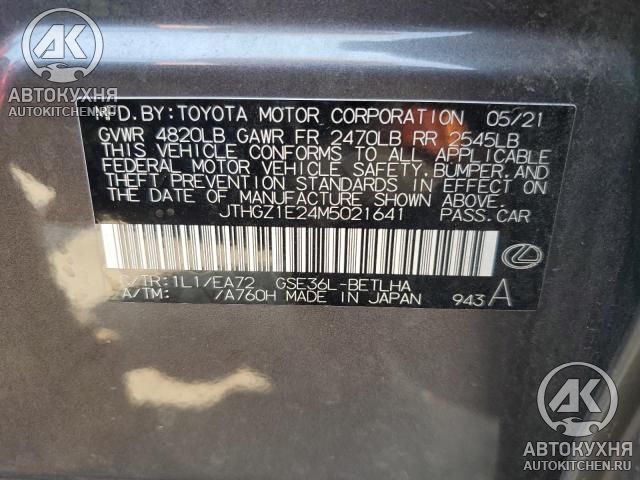 АК
АВТОКУХНЯ
AUTOKITCHEN.RU
MFD.BY:TOYOTA MOTOR CORPORATION 05/21
GVWR 4820LB GAWR FR 2470LB RR 2545LB
THIS VEHICLE CONFORMS TO ALL APPLICABLE
FEDERAL MOTOR VEHICLE SAFETY,BUMPER,AND
THEFT PREVENTION STANDARDS IN EFFECT ON
THE DATE OF MANUFACTURE SHOWN ABOVE.
JTHGZ1E24M5021641 PASS.CAR
C/TR:1L1/EA72 GSE36L-BETLHA
A/TM: /A760H MADE IN JAPAN 943 A
АК
АВТОКУХНЯ
AUTOKITCHEN.RU